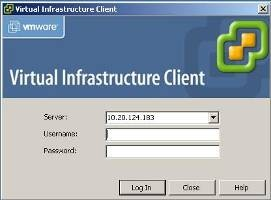 Virtual Infrastructure Client
vmware
Virtual Infrastructure Client
Server: 10.20.124.183
Username:
Password:
Log In Close Help